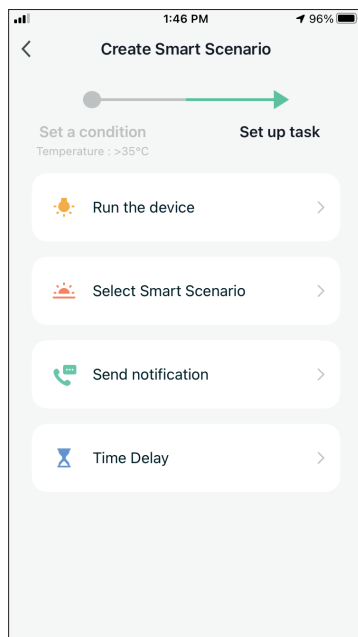 1:46 PM
96%
Create Smart Scenario
Set a condition
Set up task
Temperature : >35°C
Run the device
Select Smart Scenario
Send notification
Time Delay